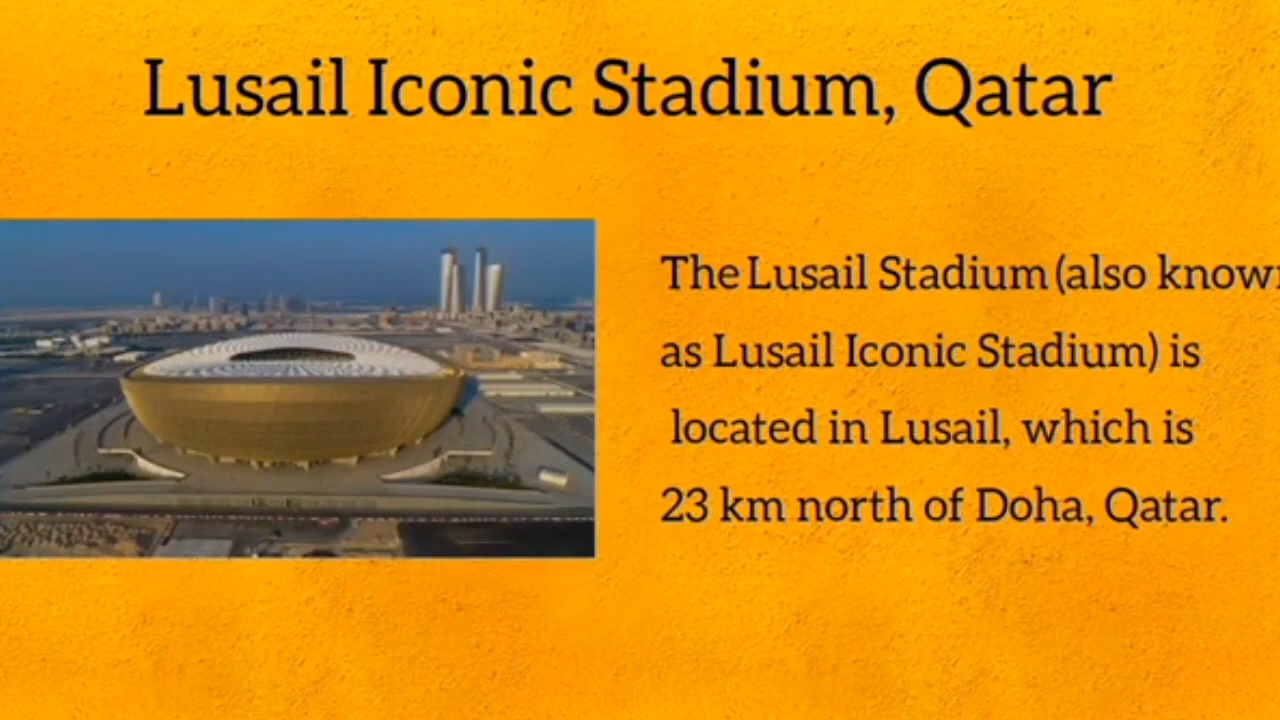 Lusail Iconic Stadium, Qatar
The Lusail Stadium (also known
as Lusail Iconic Stadium) is
located in Lusail, which is
23 km north of Doha, Qatar.